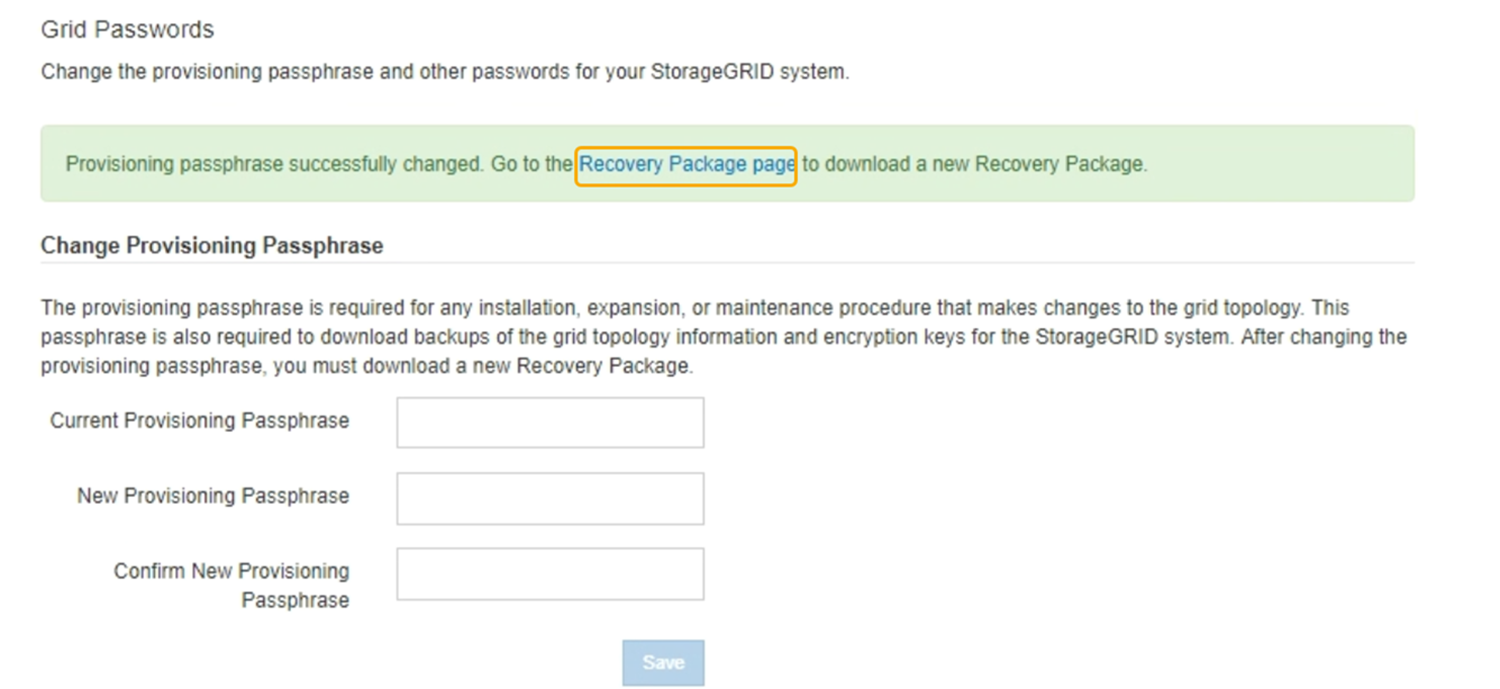 Grid Passwords
Change the provisioning passphrase and other passwords for your StorageGRID system.
Provisioning passphrase successfully changed. Go to the Recovery Package page to download a new Recovery Package.
Change Provisioning Passphrase
The provisioning passphrase is required for any installation, expansion, or maintenance procedure that makes changes to the grid topology. This
passphrase is also required to download backups of the grid topology information and encryption keys for the StorageGRID system. After changing the
provisioning passphrase, you must download a new Recovery Package.
Current Provisioning Passphrase
New Provisioning Passphrase
Confirm New Provisioning
Passphrase
Save